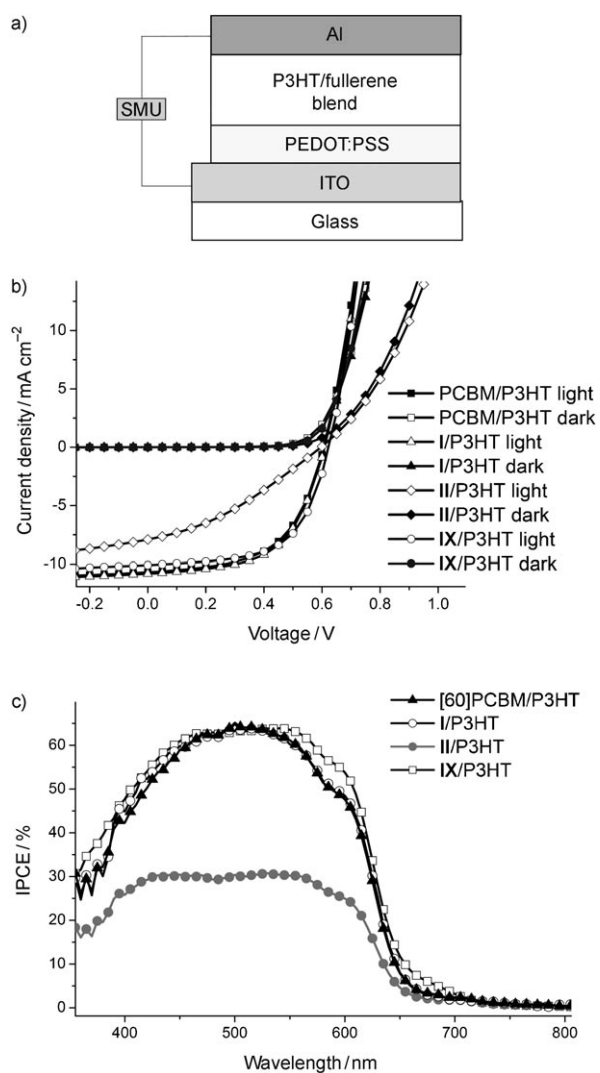 a)
Al
P3HT/fullerene
blend
SMU
PEDOT:PSS
ITO
Glass
b)
Current density / mA cm⁻²
10
5
0
-5
-10
-0.2 0.0 0.2 0.4 0.6 0.8 1.0
Voltage / V
PCBM/P3HT light
PCBM/P3HT dark
I/P3HT light
I/P3HT dark
II/P3HT light
II/P3HT dark
IX/P3HT light
IX/P3HT dark
c)
IPCE / %
60
50
40
30
20
10
0
400 500 600 700 800
Wavelength / nm
[60]PCBM/P3HT
I/P3HT
II/P3HT
IX/P3HT